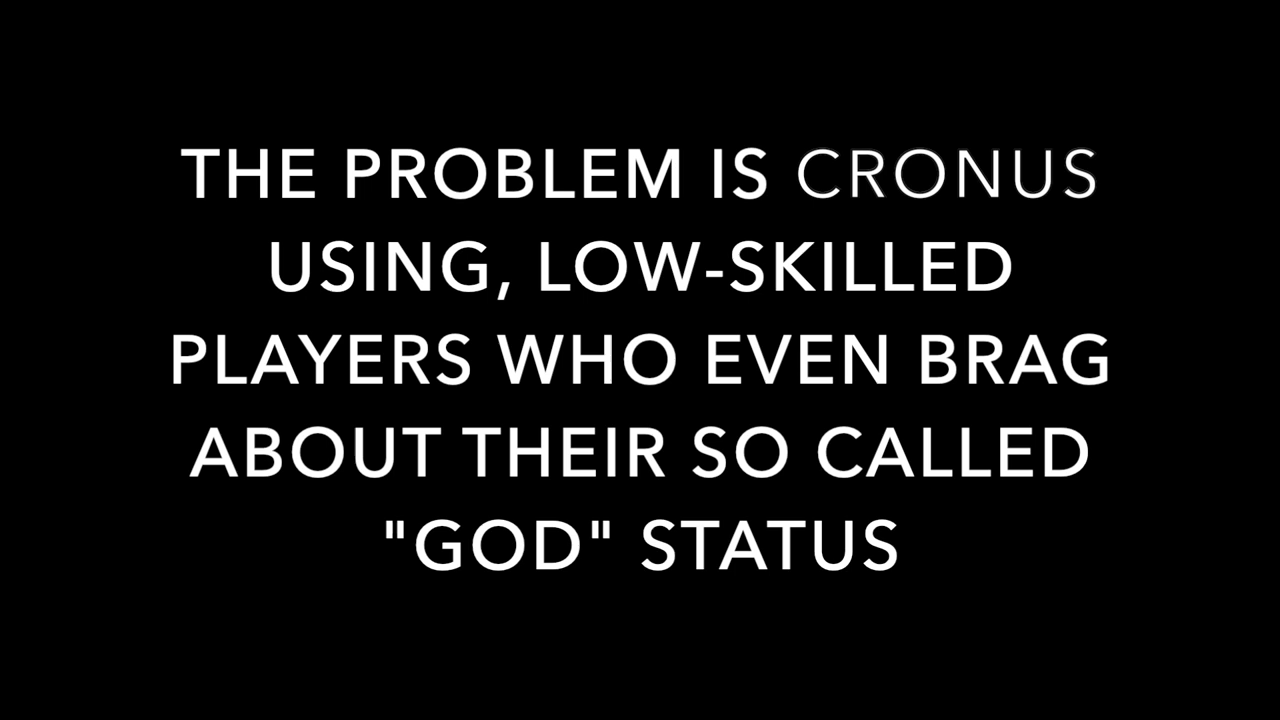 THE PROBLEM IS CRONUS
USING, LOW-SKILLED
PLAYERS WHO EVEN BRAG
ABOUT THEIR SO CALLED
"GOD" STATUS